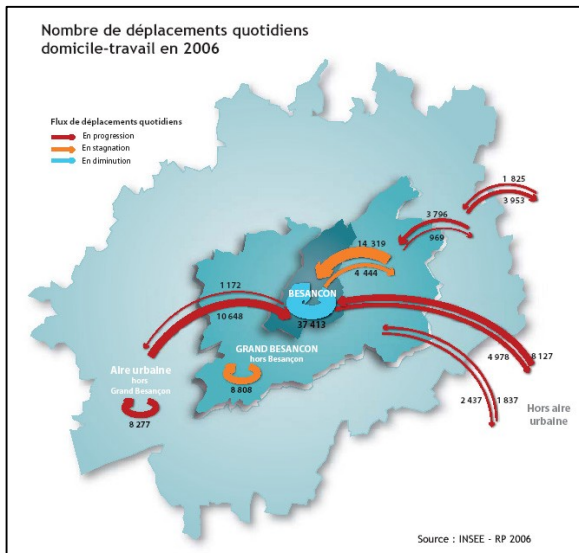 Nombre de déplacements quotidiens
domicile-travail en 2006
Flux de déplacements quotidiens
En progression
En stagnation
En diminution
1 825
3 953
3 796
969
14 319
4 444
BESANCON
37 413
1 172
10 648
GRAND BESANCON
hors Besançon
8 808
Aire urbaine
hors
Grand Besançon
8 277
4 978
8 127
2 437
1 837
Hors aire
urbaine
Source : INSEE - RP 2006